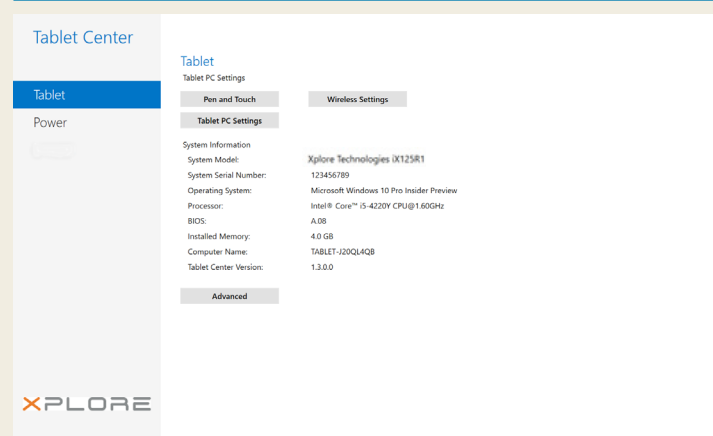 Tablet Center
Tablet
Power
Tablet
Tablet PC Settings
Pen and Touch
Wireless Settings
Tablet PC Settings
System Information
System Model: Xplore Technologies iX125R1
System Serial Number: 123456789
Operating System: Microsoft Windows 10 Pro Insider Preview
Processor: Intel® Core™ i5-4220Y CPU@1.60GHz
BIOS: A.08
Installed Memory: 4.0 GB
Computer Name: TABLET-J20QL4QB
Tablet Center Version: 1.3.0.0
Advanced
XPLORE